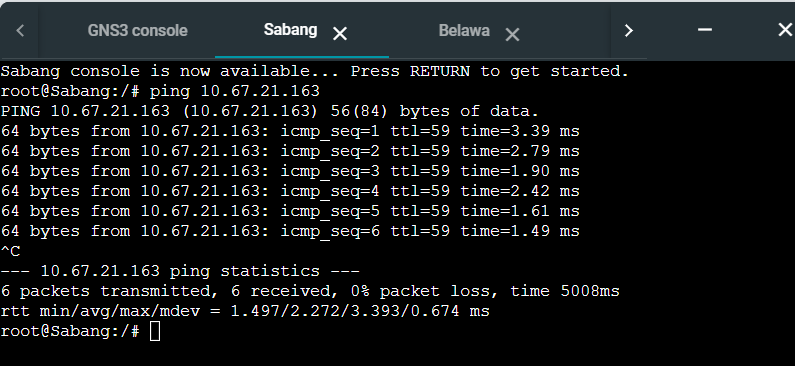 GNS3 console
Sabang
Belawa
Sabang console is now available... Press RETURN to get started.
root@Sabang:/# ping 10.67.21.163
PING 10.67.21.163 (10.67.21.163) 56(84) bytes of data.
64 bytes from 10.67.21.163: icmp_seq=1 ttl=59 time=3.39 ms
64 bytes from 10.67.21.163: icmp_seq=2 ttl=59 time=2.79 ms
64 bytes from 10.67.21.163: icmp_seq=3 ttl=59 time=1.90 ms
64 bytes from 10.67.21.163: icmp_seq=4 ttl=59 time=2.42 ms
64 bytes from 10.67.21.163: icmp_seq=5 ttl=59 time=1.61 ms
64 bytes from 10.67.21.163: icmp_seq=6 ttl=59 time=1.49 ms
^C
--- 10.67.21.163 ping statistics ---
6 packets transmitted, 6 received, 0% packet loss, time 5008ms
rtt min/avg/max/mdev = 1.497/2.272/3.393/0.674 ms
root@Sabang:/#